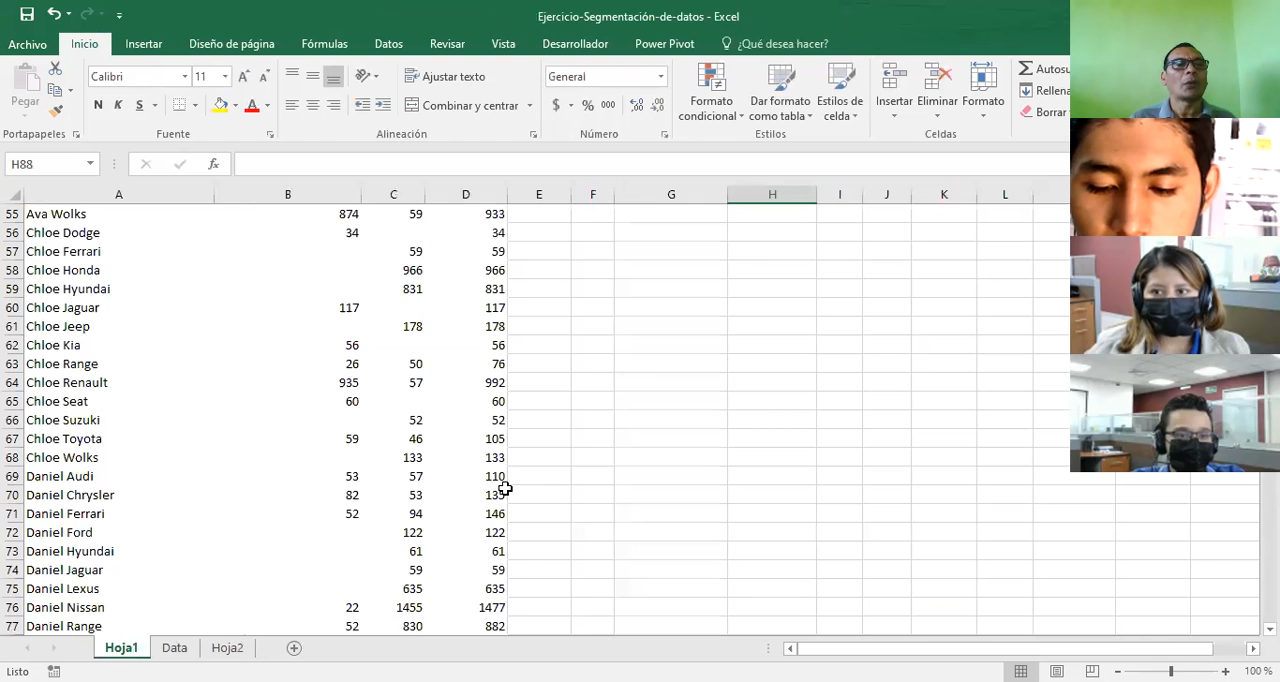 Ejercicio-Segmentación-de-datos - Excel
Archivo Inicio Insertar Diseño de página Fórmulas Datos Revisar Vista Desarrollador Power Pivot ¿Qué desea hacer?
Pegar
Calibri 11
N K S
Ajustar texto
Combinar y centrar
General
$ % 000
Formato condicional
Dar formato como tabla
Estilos de celda
Insertar Eliminar Formato
Autosu
Rellena
Borrar
Portapapeles Fuente Alineación Número Estilos Celdas
H88 fx
A B C D E F G H I J K L
55 Ava Wolks 874 59 933
56 Chloe Dodge 34 34
57 Chloe Ferrari 59 59
58 Chloe Honda 966 966
59 Chloe Hyundai 831 831
60 Chloe Jaguar 117 117
61 Chloe Jeep 178 178
62 Chloe Kia 56 56
63 Chloe Range 26 50 76
64 Chloe Renault 935 57 992
65 Chloe Seat 60 60
66 Chloe Suzuki 52 52
67 Chloe Toyota 59 46 105
68 Chloe Wolks 133 133
69 Daniel Audi 53 57 110
70 Daniel Chrysler 82 53 135
71 Daniel Ferrari 52 94 146
72 Daniel Ford 122 122
73 Daniel Hyundai 61 61
74 Daniel Jaguar 59 59
75 Daniel Lexus 635 635
76 Daniel Nissan 22 1455 1477
77 Daniel Range 52 830 882
Hoja1 Data Hoja2
Listo 100 %